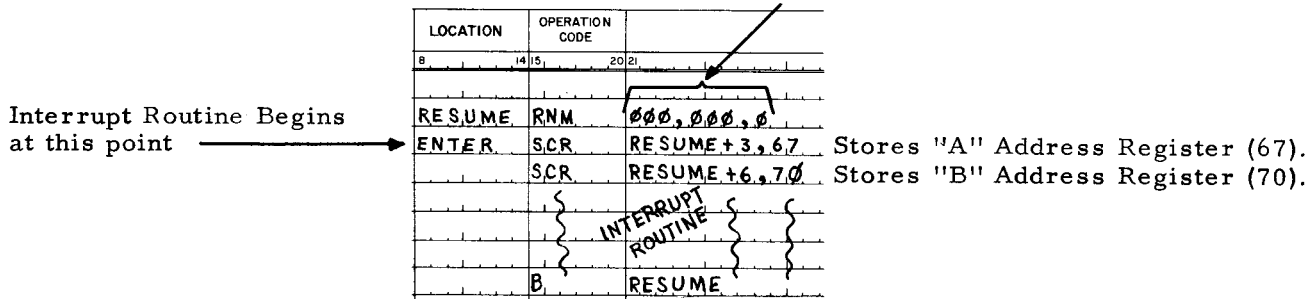 LOCATION OPERATION CODE
8 14 15 20 21
RESUME RNM ØØØ,ØØØ,Ø
Interrupt Routine Begins
at this point
ENTER SCR RESUME+3,67 Stores "A" Address Register (67).
SCR RESUME+6,7Ø Stores "B" Address Register (70).
INTERRUPT
ROUTINE
B RESUME